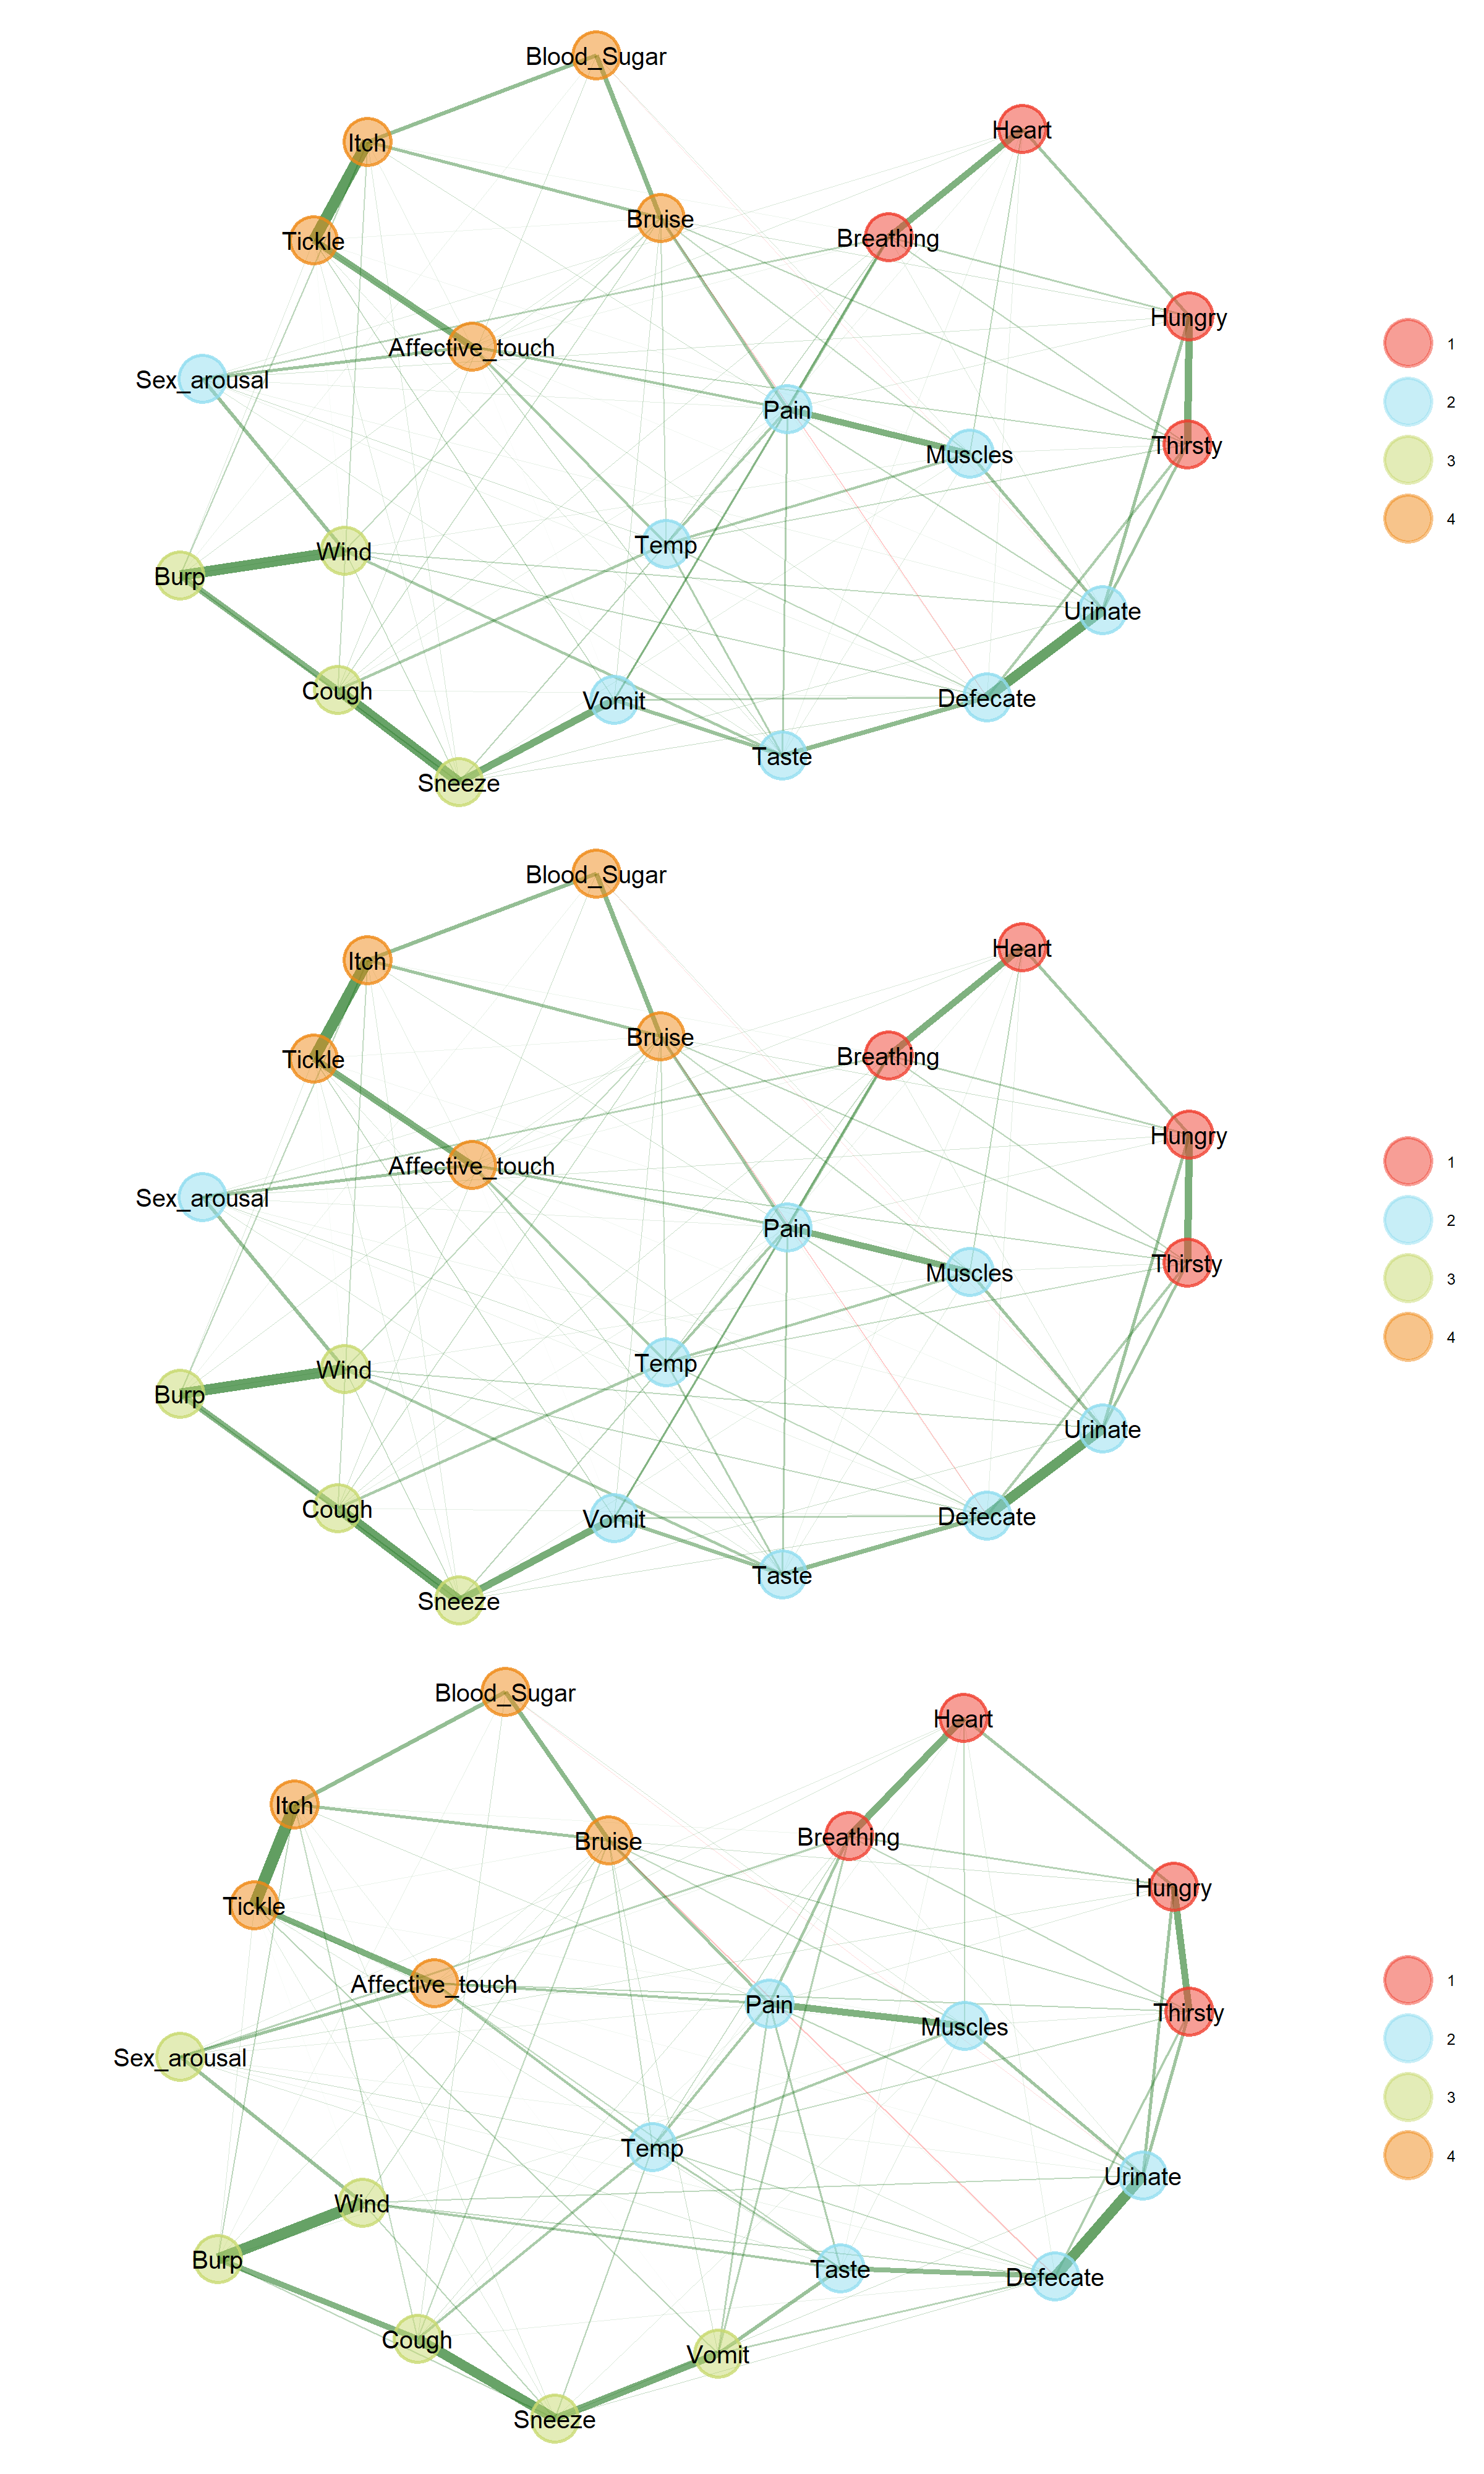 Blood_Sugar
Heart
Itch
Bruise
Tickle
Breathing
Hungry
1
Affective_touch
Sex_arousal
2
Pain
Thirsty
Muscles
3
4
Temp
Wind
Burp
Urinate
Cough
Vomit
Defecate
Taste
Sneeze
Blood_Sugar
Heart
Itch
Bruise
Tickle
Breathing
Hungry
1
Affective_touch
Sex_arousal
2
Pain
Thirsty
Muscles
3
4
Temp
Wind
Burp
Urinate
Cough
Vomit
Defecate
Taste
Sneeze
Blood_Sugar
Heart
Itch
Bruise
Breathing
Hungry
Tickle
1
Affective_touch
Pain
Thirsty
Muscles
2
Sex_arousal
3
Temp
4
Urinate
Wind
Burp
Taste
Defecate
Cough
Vomit
Sneeze